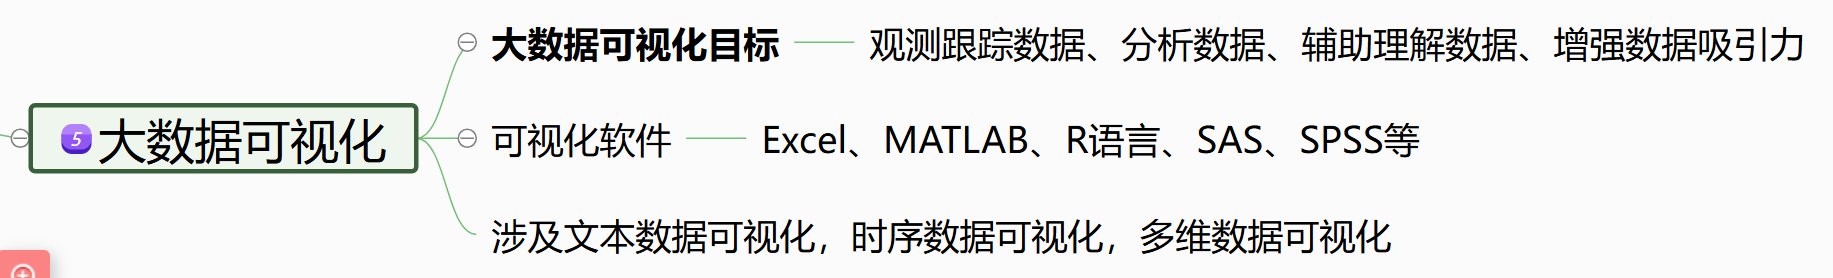 大数据可视化目标 观测跟踪数据、分析数据、辅助理解数据、增强数据吸引力
5 大数据可视化
可视化软件 Excel、MATLAB、R语言、SAS、SPSS等
涉及文本数据可视化，时序数据可视化，多维数据可视化